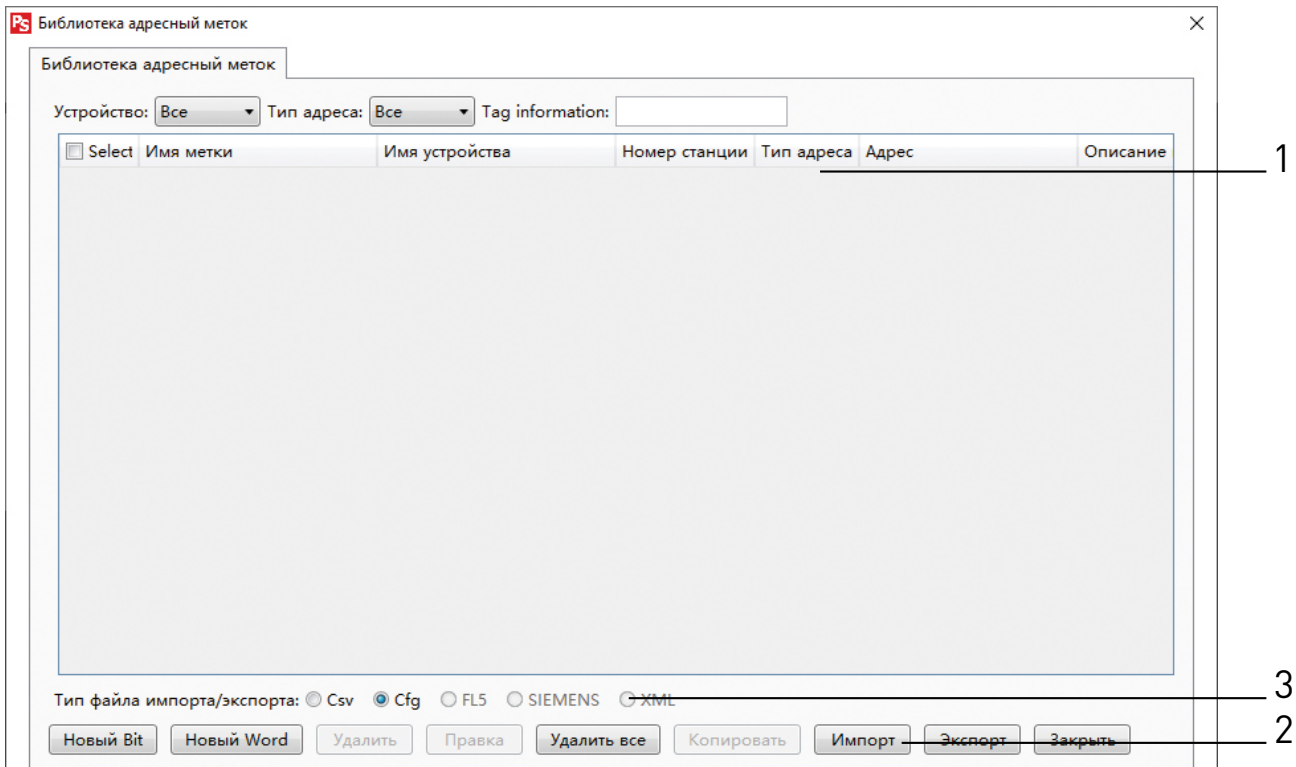 PS Библиотека адресный меток
Библиотека адресный меток
Устройство: Все Тип адреса: Все Tag information:
Select Имя метки Имя устройства Номер станции Тип адреса Адрес Описание
1
Тип файла импорта/экспорта: Csv Cfg FL5 SIEMENS XML
3
Новый Bit Новый Word Удалить Правка Удалить все Копировать Импорт Экспорт Закрыть
2